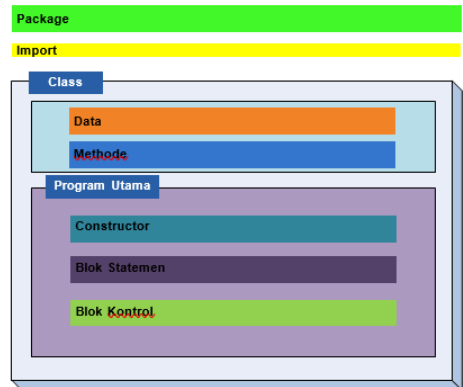 Package
Import
Class
Data
Methode
Program Utama
Constructor
Blok Statemen
Blok Kontrol